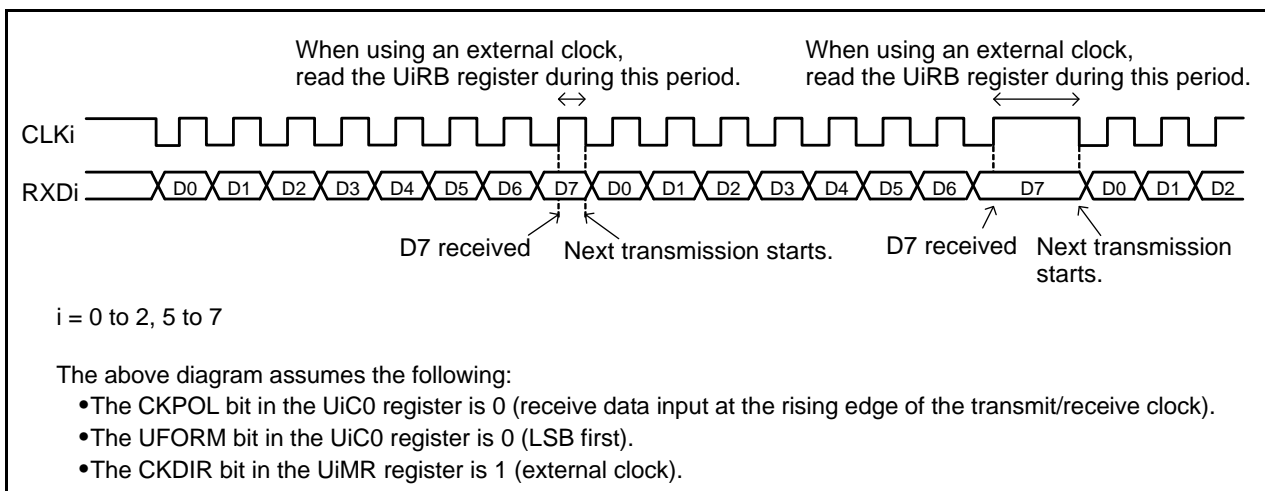 When using an external clock,
read the UiRB register during this period.
When using an external clock,
read the UiRB register during this period.
CLKi
RXDi
D0 D1 D2 D3 D4 D5 D6 D7 D0 D1 D2 D3 D4 D5 D6 D7 D0 D1 D2
D7 received
Next transmission starts.
D7 received
Next transmission
starts.
i = 0 to 2, 5 to 7
The above diagram assumes the following:
•The CKPOL bit in the UiC0 register is 0 (receive data input at the rising edge of the transmit/receive clock).
•The UFORM bit in the UiC0 register is 0 (LSB first).
•The CKDIR bit in the UiMR register is 1 (external clock).